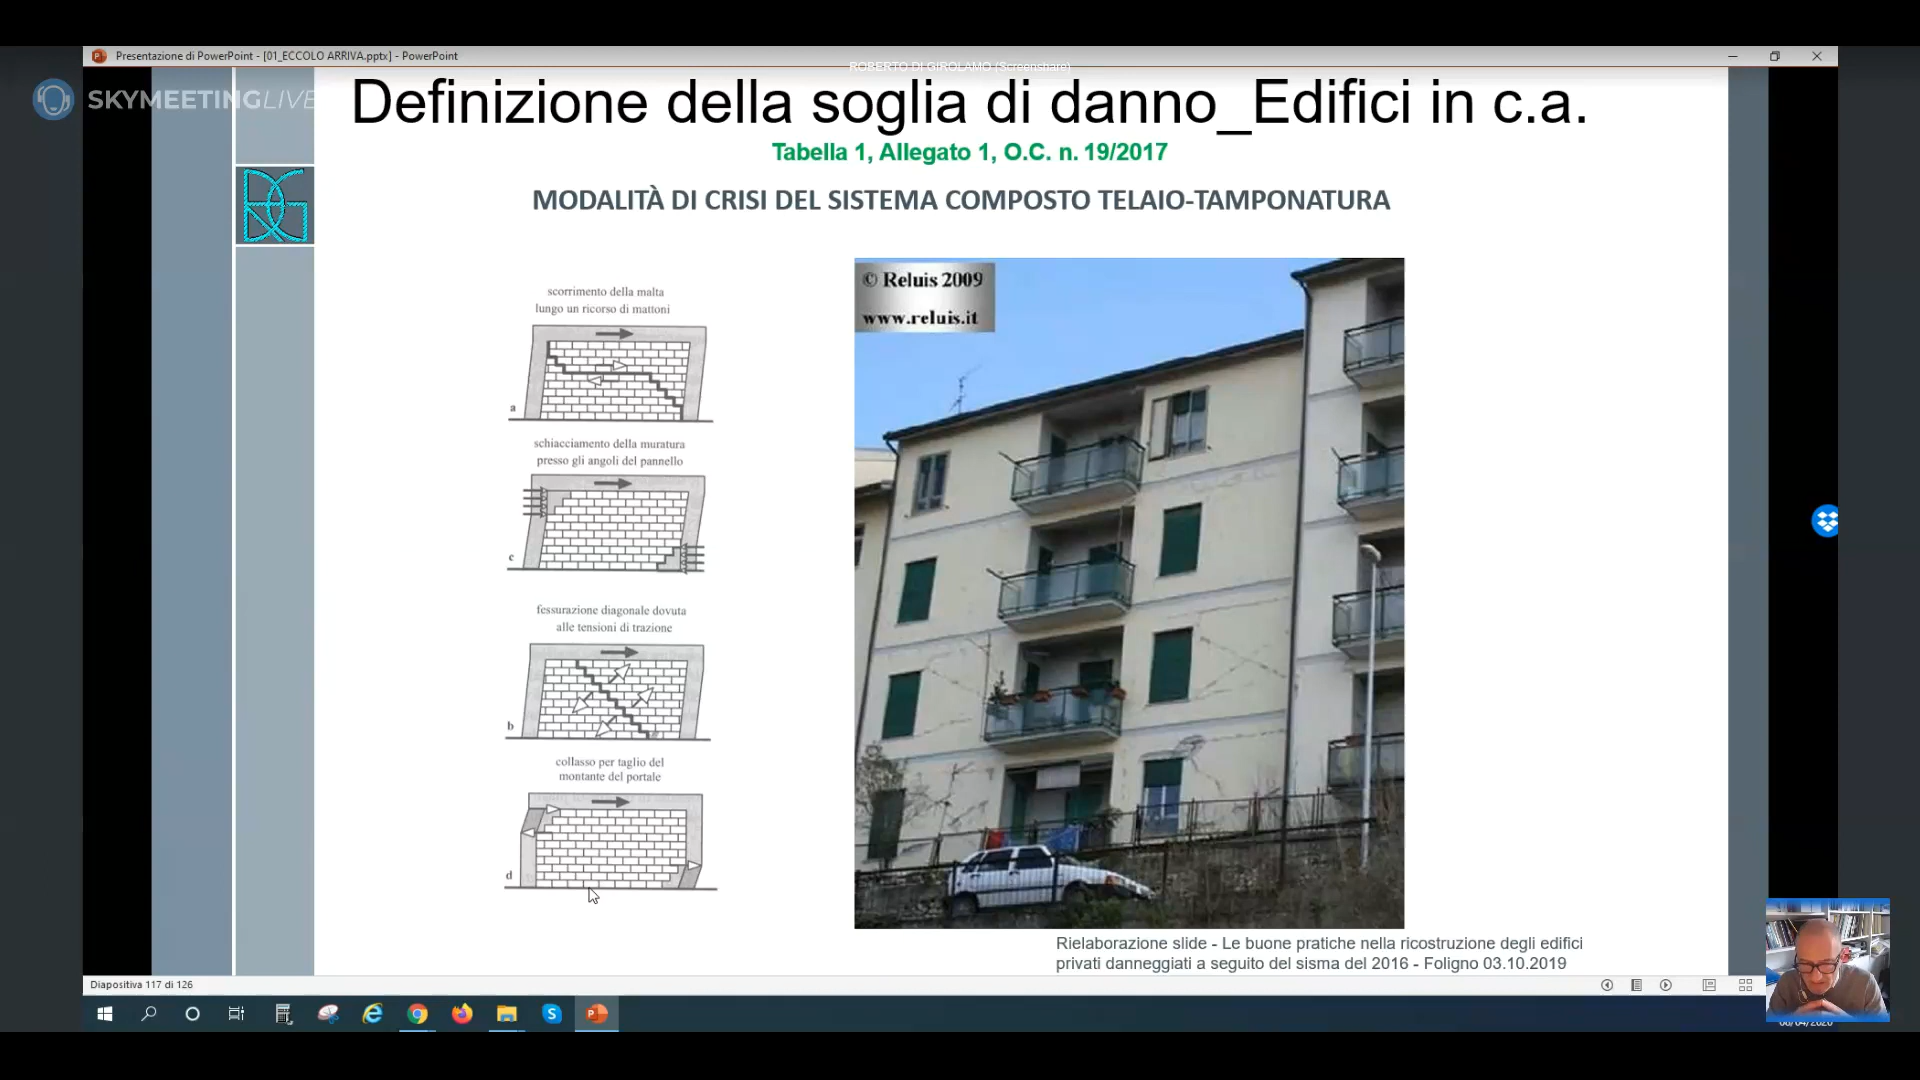 Presentazione di PowerPoint - [01_ECCOLO ARRIVA.pptx] - PowerPoint
ROBERTO DI GIROLAMO (Screenshare)
SKYMEETINGLIVE
Definizione della soglia di danno_Edifici in c.a.
Tabella 1, Allegato 1, O.C. n. 19/2017
MODALITÀ DI CRISI DEL SISTEMA COMPOSTO TELAIO-TAMPONATURA
scorrimento della malta
lungo un ricorso di mattoni
a
schiacciamento della muratura
presso gli angoli del pannello
c
fessurazione diagonale dovuta
alle tensioni di trazione
b
collasso per taglio del
montante del portale
d
© Reluis 2009
www.reluis.it
Rielaborazione slide - Le buone pratiche nella ricostruzione degli edifici
privati danneggiati a seguito del sisma del 2016 - Foligno 03.10.2019
Diapositiva 117 di 126